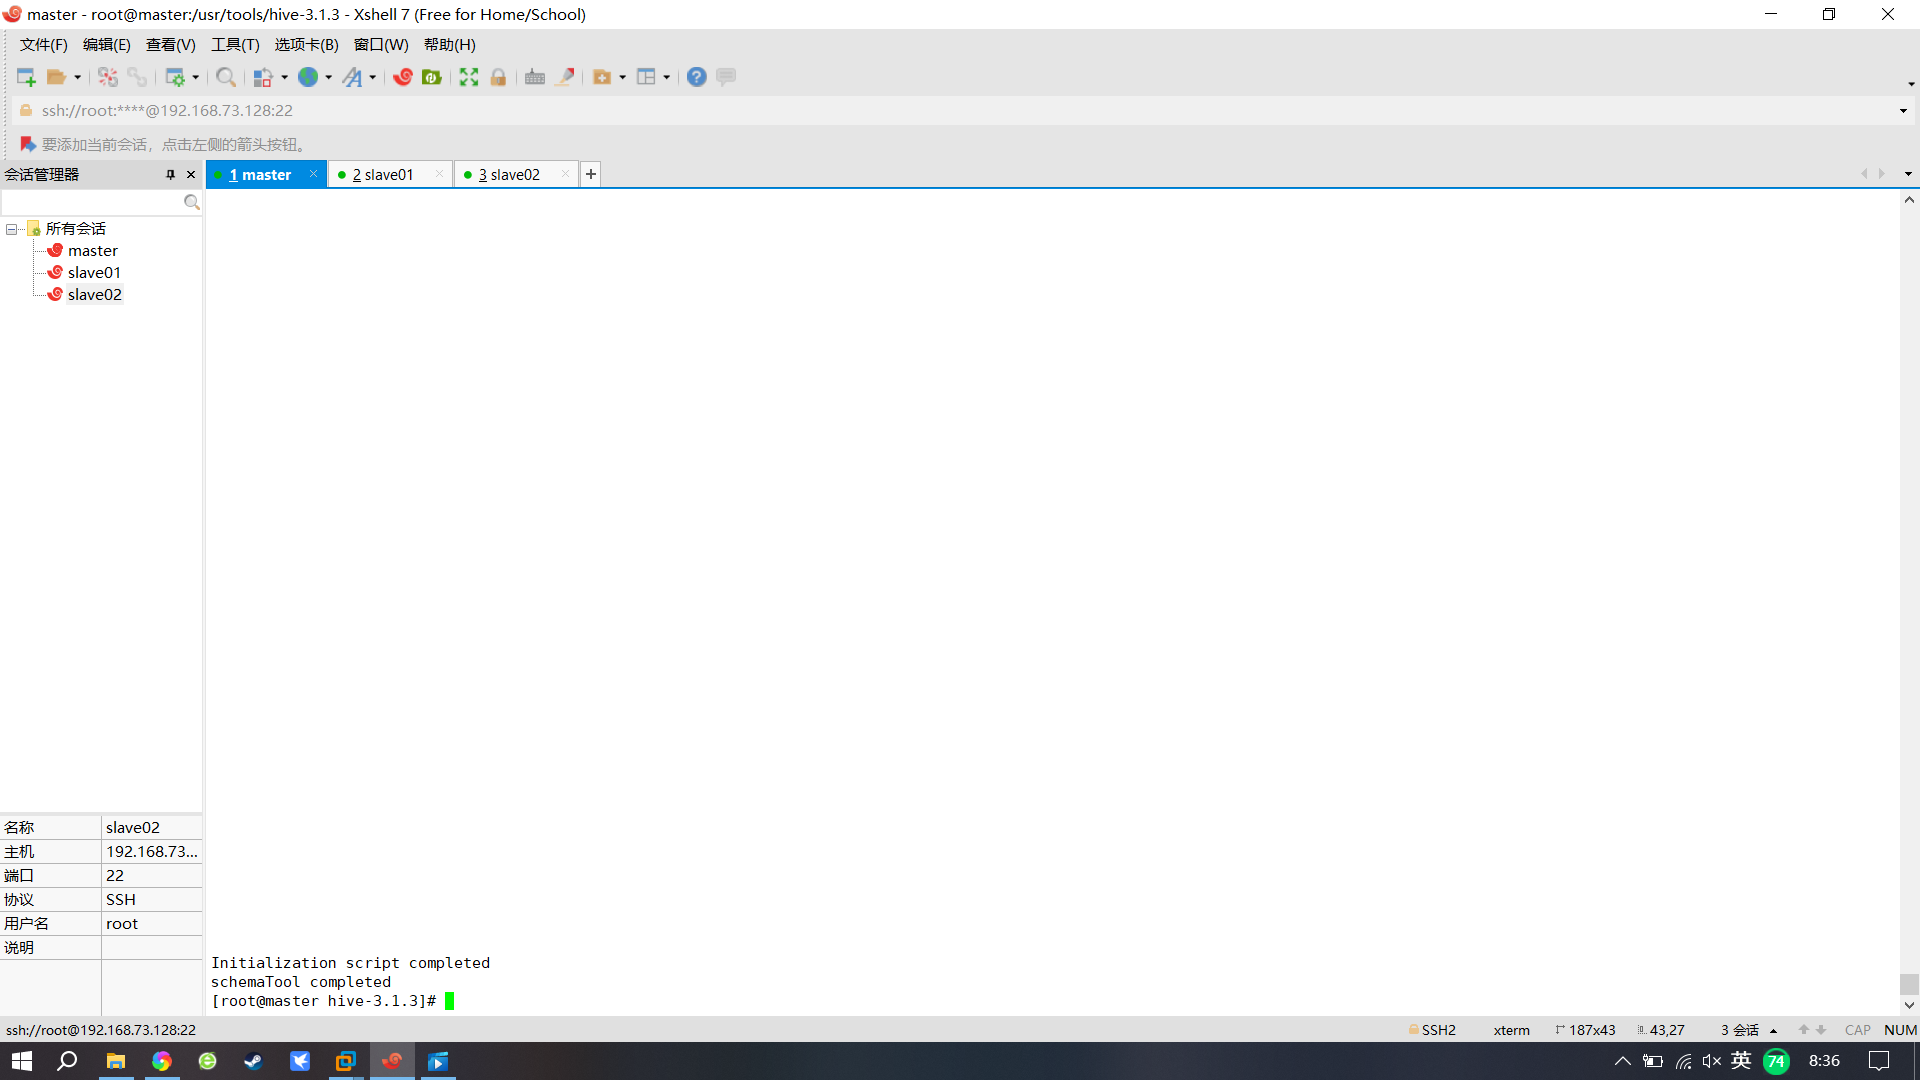 master - root@master:/usr/tools/hive-3.1.3 - Xshell 7 (Free for Home/School)
文件(F) 编辑(E) 查看(V) 工具(T) 选项卡(B) 窗口(W) 帮助(H)
ssh://root:****@192.168.73.128:22
要添加当前会话，点击左侧的箭头按钮。
会话管理器
1 master
2 slave01
3 slave02
所有会话
master
slave01
slave02
名称 slave02
主机 192.168.73...
端口 22
协议 SSH
用户名 root
说明
Initialization script completed
schemaTool completed
[root@master hive-3.1.3]#
ssh://root@192.168.73.128:22
SSH2 xterm 187x43 43,27 3 会话 CAP NUM
英 74 8:36